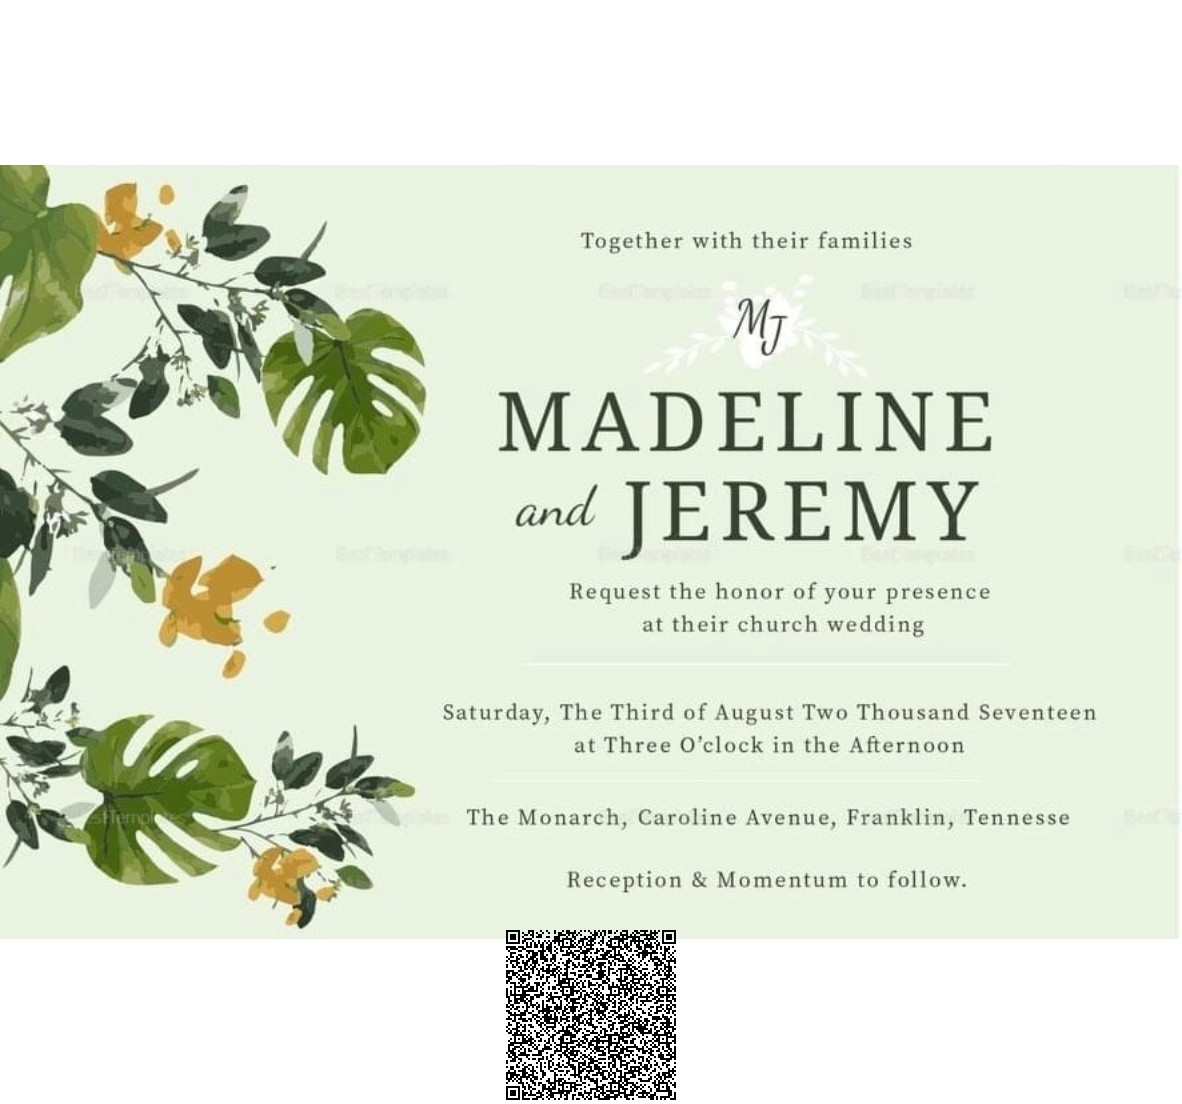 Together with their families
MJ
MADELINE
and JEREMY
Request the honor of your presence
at their church wedding
Saturday, The Third of August Two Thousand Seventeen
at Three O’clock in the Afternoon
The Monarch, Caroline Avenue, Franklin, Tennesse
Reception & Momentum to follow.
BestTemplates